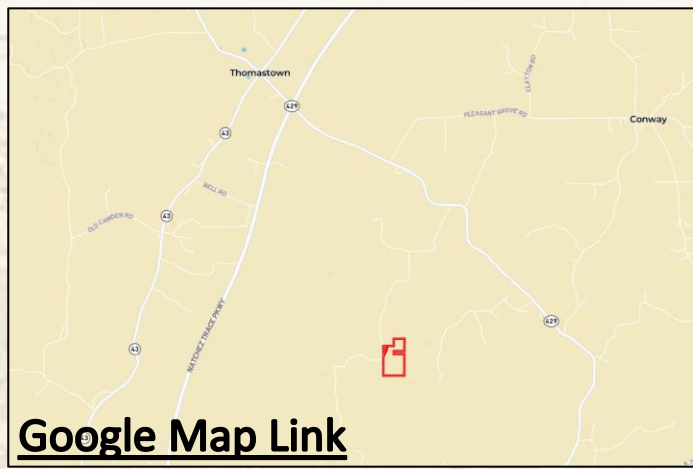 Thomastown
429
CLAYTON RD
PLEASANT GROVE RD
Conway
43
BELL RD
43
OLD CAMDEN RD
NATCHEZ TRACE PKWY
429
43
43
Google Map Link